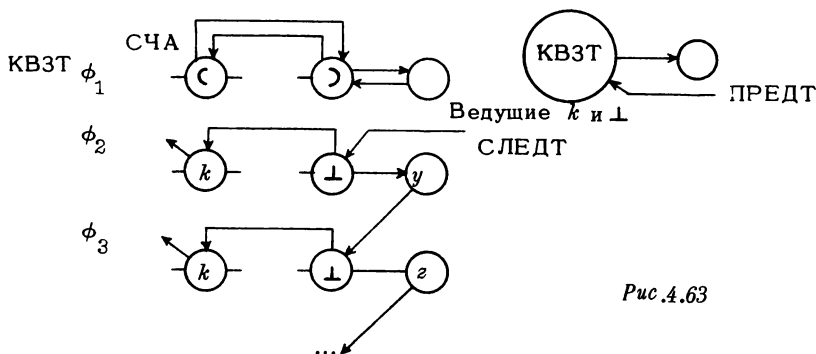 СЧА
КВЗТ ϕ1 ( )
КВЗТ
ПРЕДТ
Ведущие k и ⊥
ϕ2 k ⊥ y
СЛЕДТ
ϕ3 k ⊥ z
Рис.4.63
...